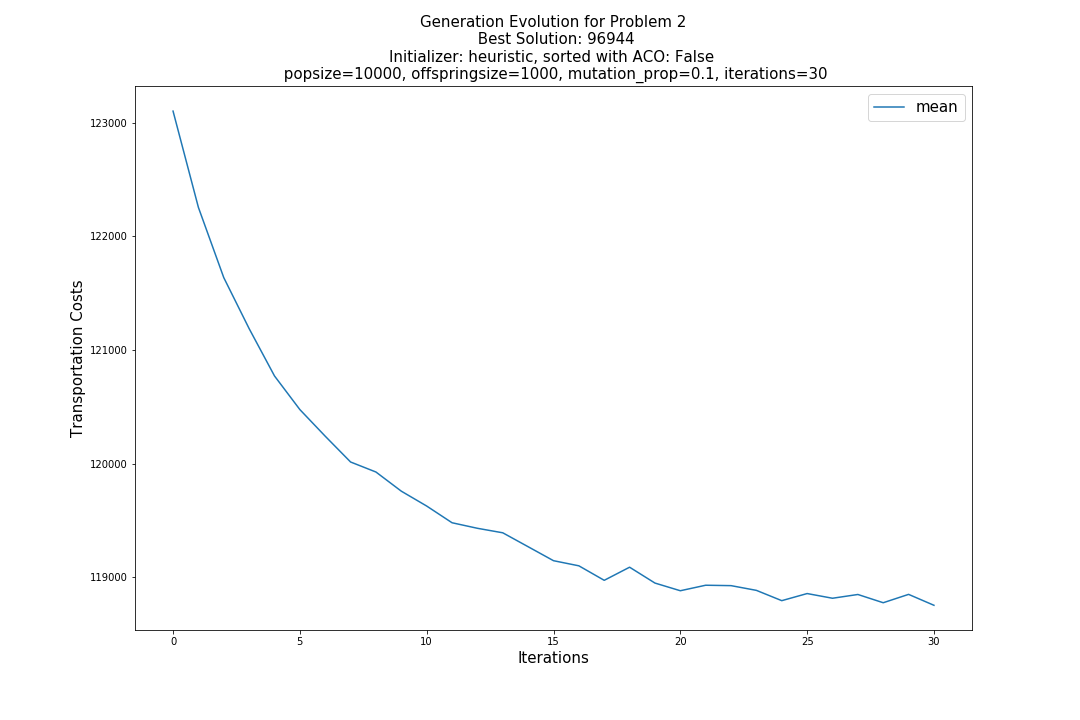 Generation Evolution for Problem 2
Best Solution: 96944
Initializer: heuristic, sorted with ACO: False
popsize=10000, offspringsize=1000, mutation_prop=0.1, iterations=30
mean
123000
122000
121000
120000
119000
Transportation Costs
0 5 10 15 20 25 30
Iterations